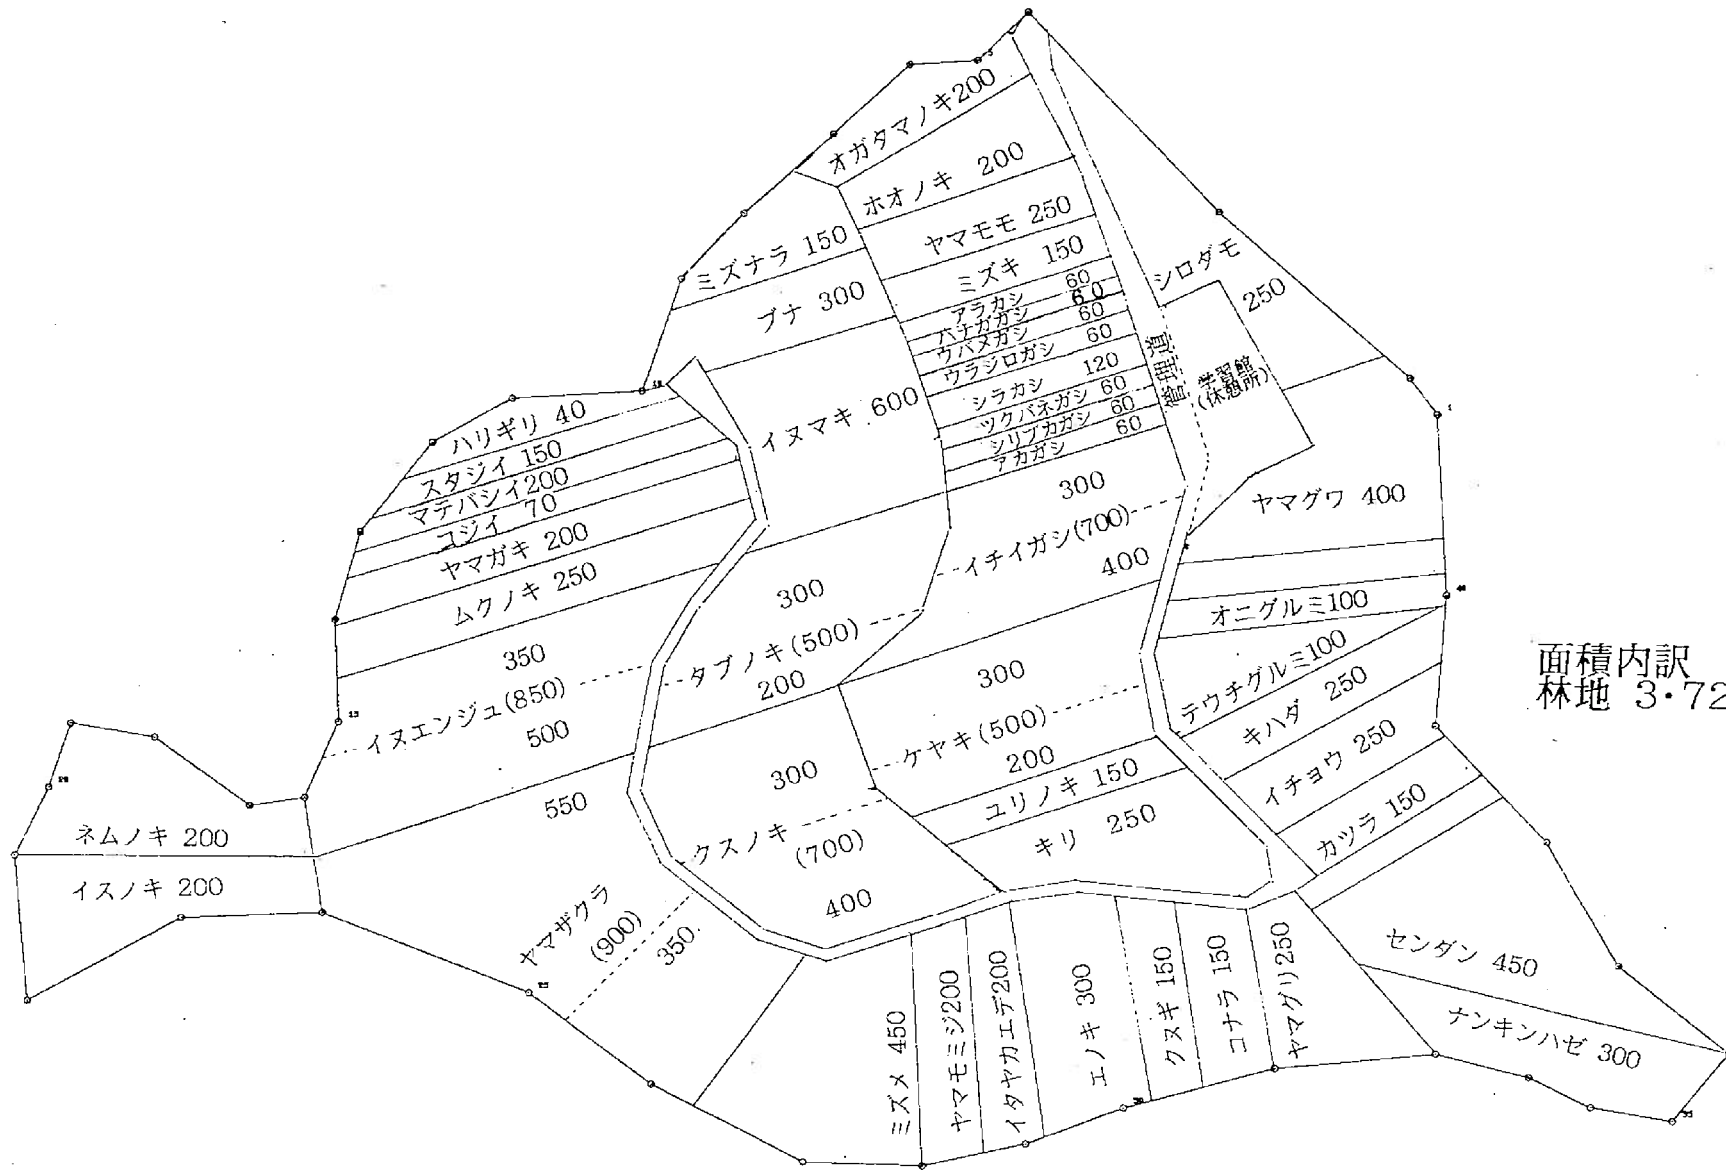 オガタマノキ200
ホオノキ 200
ヤマモモ 250
ミズナラ 150
ミズキ 150
シロダモ
250
ブナ 300
アラカシ 60
ハナガガシ 60
ウバメガシ 60
ウラジロガシ 60
シラカシ 120
ツクバネガシ 60
シリブカガシ 60
アカガシ 60
管理道
学習館
(休憩所)
イヌマキ 600
ハリギリ 40
スタジイ 150
マテバシイ200
コジイ 70
ヤマガキ 200
ムクノキ 250
300
イチイガシ(700)
400
ヤマグワ 400
オニグルミ100
テウチグルミ100
キハダ 250
イチョウ 250
カツラ 150
面積内訳
林地 3・72
350
イヌエンジュ(850)
500
300
タブノキ(500)
200
300
ケヤキ(500)
200
ユリノキ 150
キリ 250
300
クスノキ
(700)
400
ネムノキ 200
イスノキ 200
550
ヤマザクラ
(900)
350
ミズメ 450
ヤマモミジ200
イタヤカエデ200
エノキ 300
クヌギ 150
コナラ 150
ヤマグリ250
センダン 450
ナンキンハゼ 300